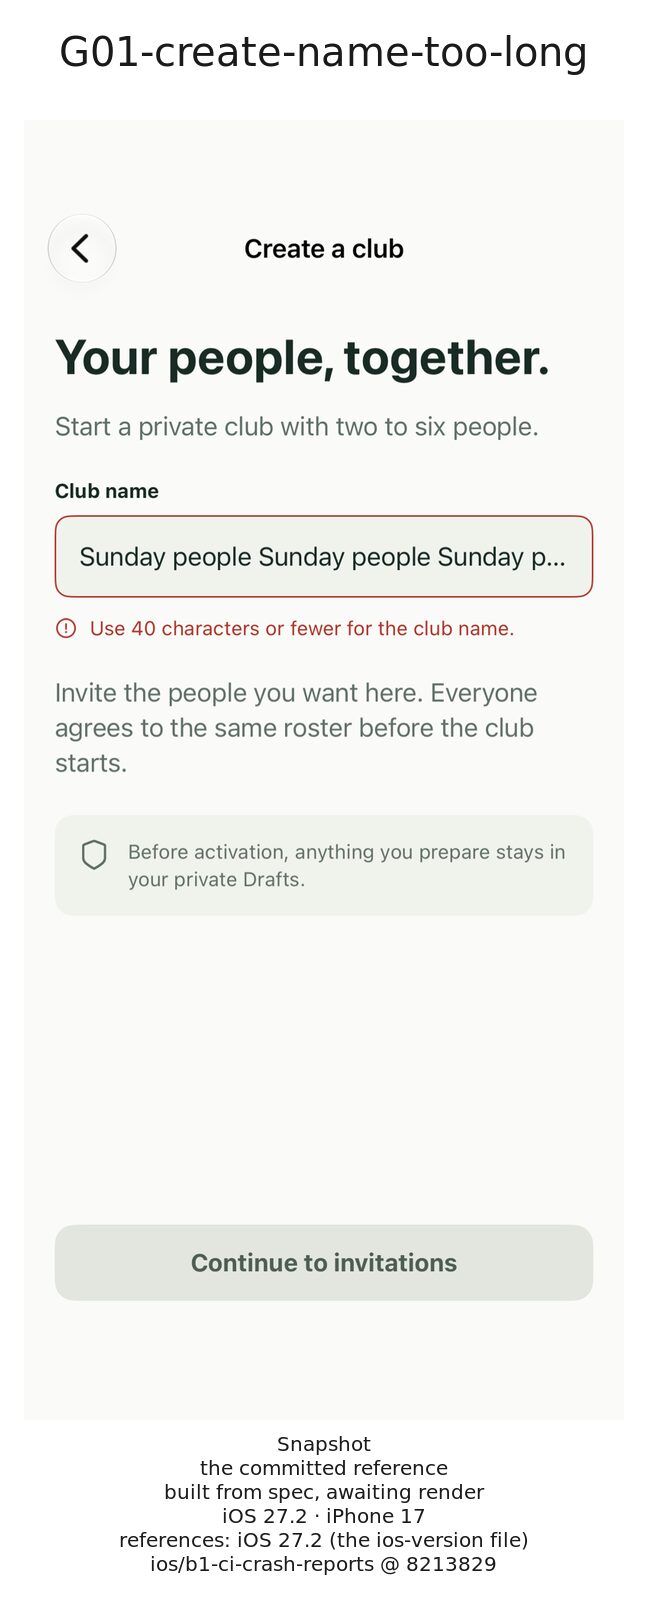 G01-create-name-too-long
Create a club
Your people, together.
Start a private club with two to six people.
Club name
Sunday people Sunday people Sunday p...
Use 40 characters or fewer for the club name.
Invite the people you want here. Everyone
agrees to the same roster before the club
starts.
Before activation, anything you prepare stays in
your private Drafts.
Continue to invitations
Snapshot
the committed reference
built from spec, awaiting render
iOS 27.2 · iPhone 17
references: iOS 27.2 (the ios-version file)
ios/b1-ci-crash-reports @ 8213829